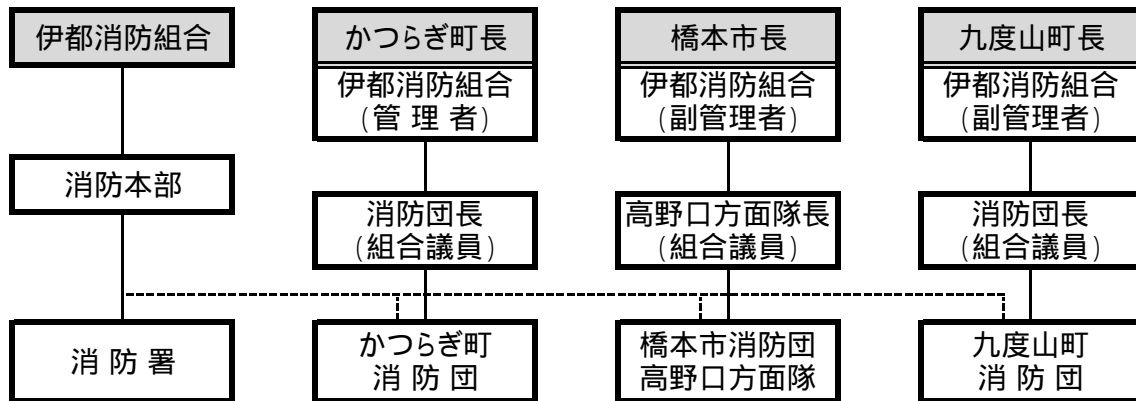 伊都消防組合
かつらぎ町長
橋本市長
九度山町長
伊都消防組合
(管 理 者)
伊都消防組合
(副管理者)
伊都消防組合
(副管理者)
消防本部
消防団長
(組合議員)
高野口方面隊長
(組合議員)
消防団長
(組合議員)
消 防 署
かつらぎ町
消 防 団
橋本市消防団
高野口方面隊
九度山町
消 防 団